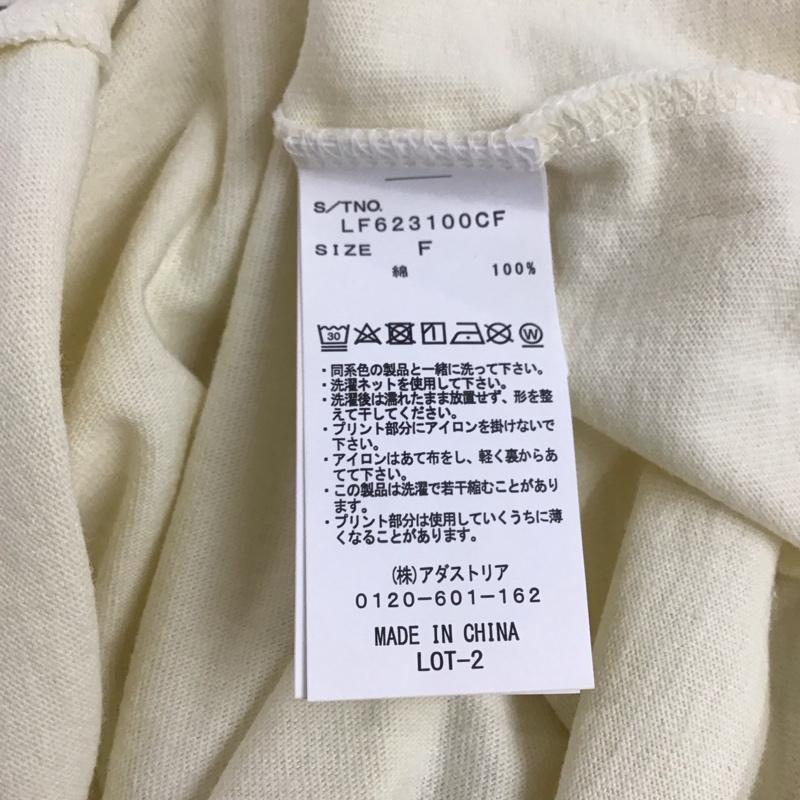 S/TNO.
LF623100CF
SIZE F
綿 100%
30 W
・同系色の製品と一緒に洗って下さい。
・洗濯ネットを使用して下さい。
・洗濯後は濡れたまま放置せず、形を整
えて干してください。
・プリント部分にアイロンを掛けないで
下さい。
・アイロンはあて布をし、軽く裏からあ
てて下さい。
・この製品は洗濯で若干縮むことがあり
ます。
・プリント部分は使用していくうちに薄
くなることがあります。
(株)アダストリア
0120-601-162
MADE IN CHINA
LOT-2